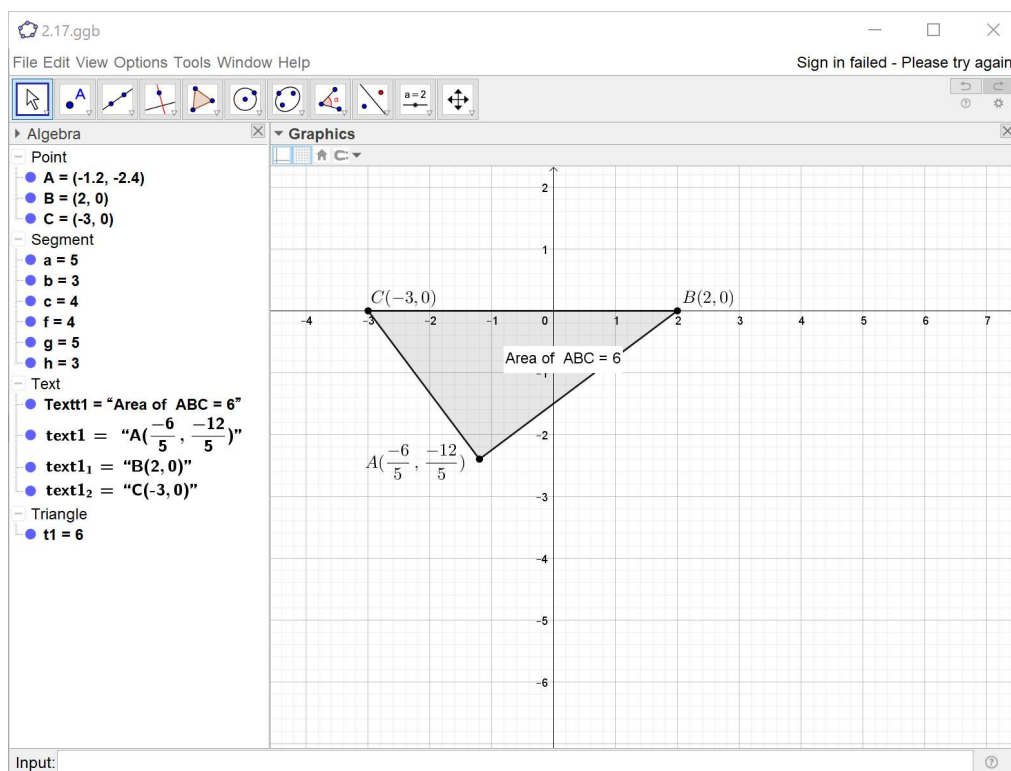 2.17.ggb
File Edit View Options Tools Window Help
Sign in failed - Please try again
A
α
a=2
Algebra
Graphics
Point
A = (-1.2, -2.4)
B = (2, 0)
C = (-3, 0)
Segment
a = 5
b = 3
c = 4
f = 4
g = 5
h = 3
Text
Textt1 = “Area of ABC = 6”
text1 = “A(-6/5, -12/5)”
text1₁ = “B(2, 0)”
text1₂ = “C(-3, 0)”
Triangle
t1 = 6
2
1
C(−3, 0)
B(2, 0)
–4 –3 –2 –1 0 1 2 3 4 5 6 7
Area of ABC = 6
–1
–2
A(-6/5, -12/5)
–3
–4
–5
–6
Input: